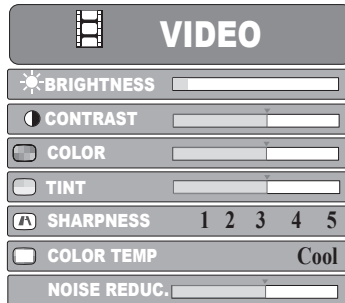 VIDEO
BRIGHTNESS
CONTRAST
COLOR
TINT
SHARPNESS 1 2 3 4 5
COLOR TEMP Cool
NOISE REDUC.